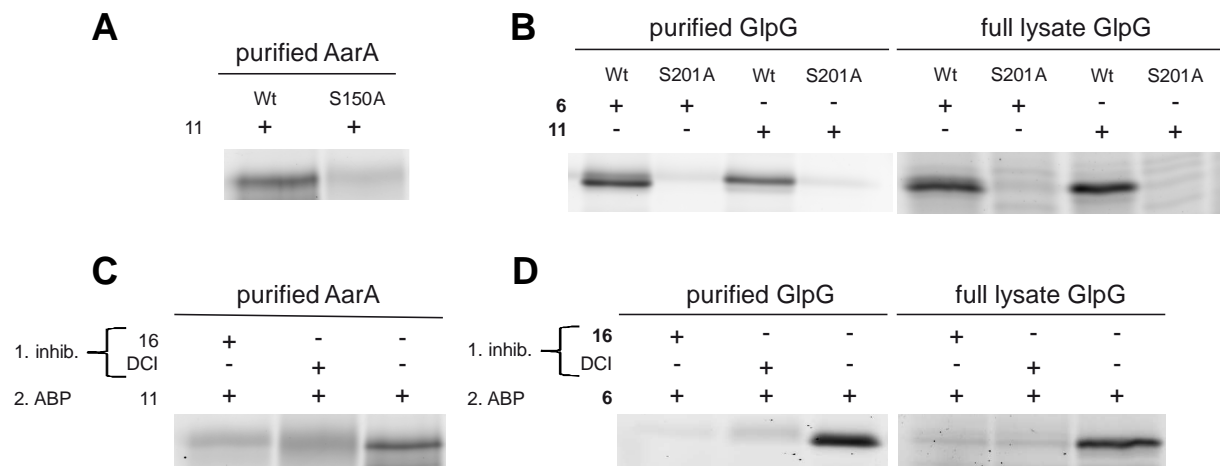 A
purified AarA
Wt S150A
11 + +
B
purified GlpG full lysate GlpG
Wt S201A Wt S201A Wt S201A Wt S201A
6 + + - - + + - -
11 - - + + - - + +
C
purified AarA
16 + - -
1. inhib.
DCI - + -
2. ABP 11 + + +
D
purified GlpG full lysate GlpG
16 + - - + - -
1. inhib.
DCI - + - - + -
2. ABP 6 + + + + + +